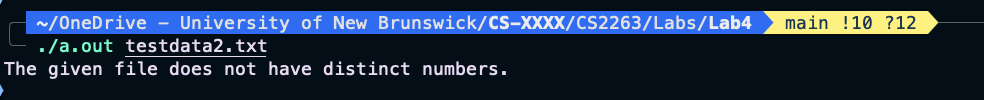 ~/OneDrive - University of New Brunswick/CS-XXXX/CS2263/Labs/Lab4 main !10 ?12
./a.out testdata2.txt
The given file does not have distinct numbers.